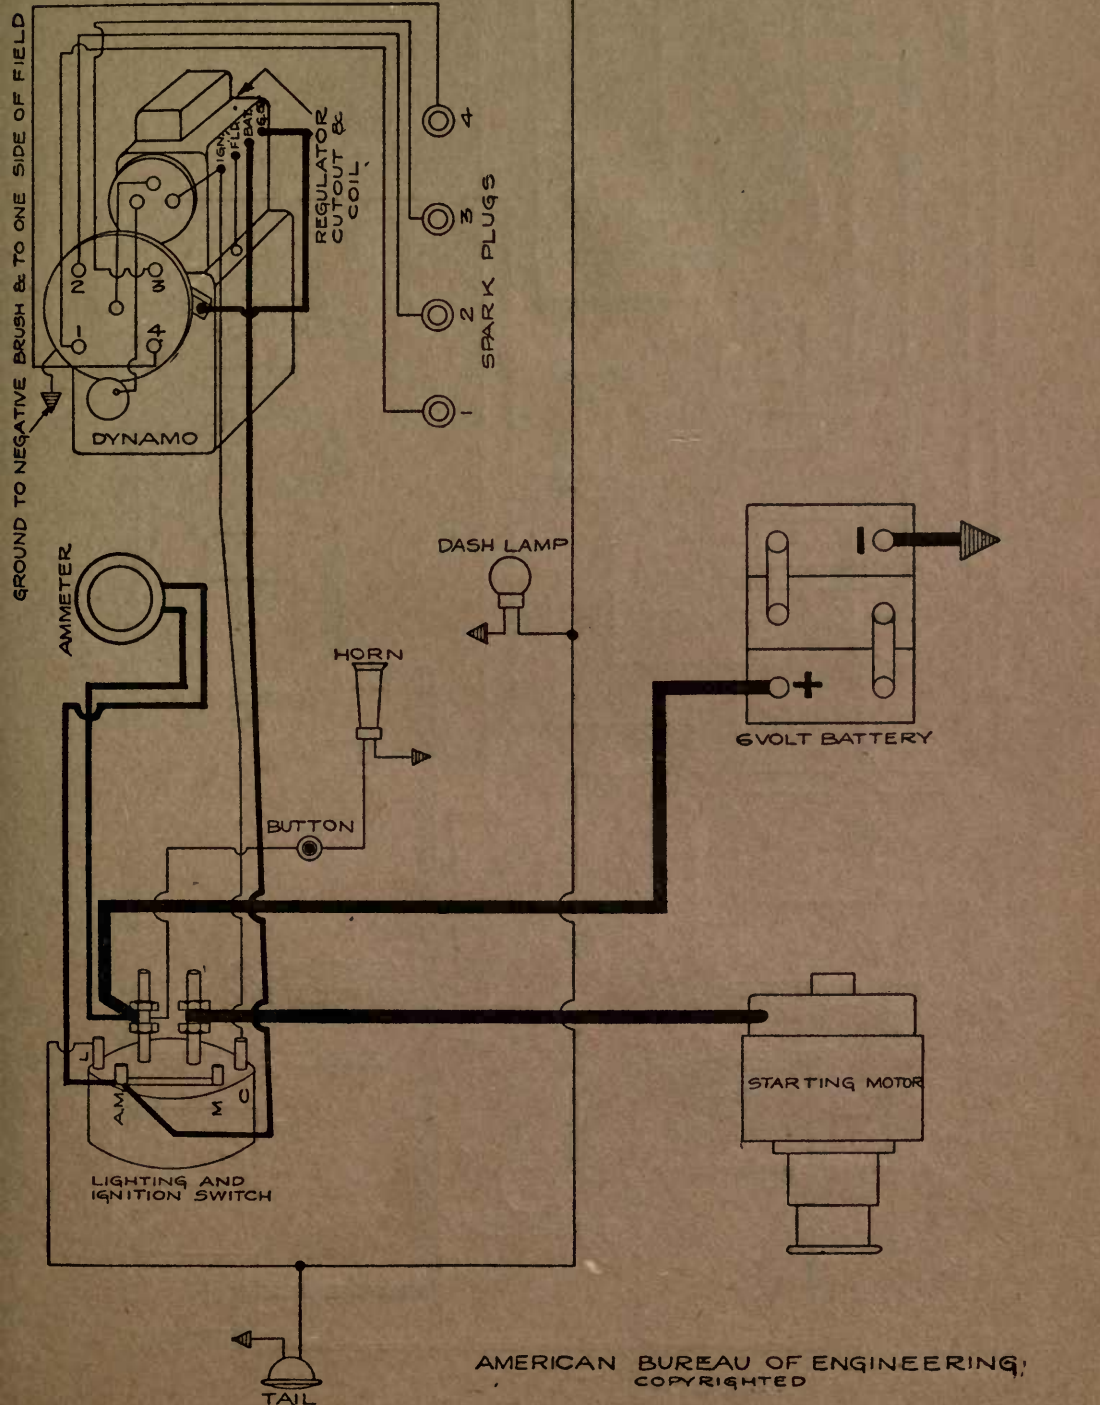 GROUND TO NEGATIVE BRUSH & TO ONE SIDE OF FIELD
IGN.
FLD.
BAT.
REGULATOR
CUTOUT &
COIL.
4
3
2
1
SPARK PLUGS
2
3
1
4
DYNAMO
AMMETER
DASH LAMP
HORN
BUTTON
-
+
6 VOLT BATTERY
L
A.M.
M
C
LIGHTING AND
IGNITION SWITCH
STARTING MOTOR
TAIL
AMERICAN BUREAU OF ENGINEERING,
COPYRIGHTED